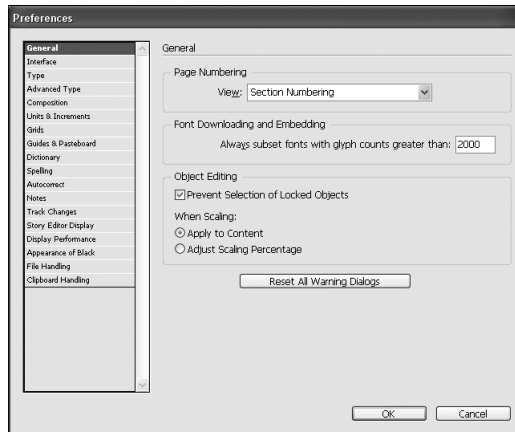 Preferences
General
Interface
Type
Advanced Type
Composition
Units & Increments
Grids
Guides & Pasteboard
Dictionary
Spelling
Autocorrect
Notes
Track Changes
Story Editor Display
Display Performance
Appearance of Black
File Handling
Clipboard Handling
General
Page Numbering
View: Section Numbering
Font Downloading and Embedding
Always subset fonts with glyph counts greater than: 2000
Object Editing
Prevent Selection of Locked Objects
When Scaling:
Apply to Content
Adjust Scaling Percentage
Reset All Warning Dialogs
OK Cancel